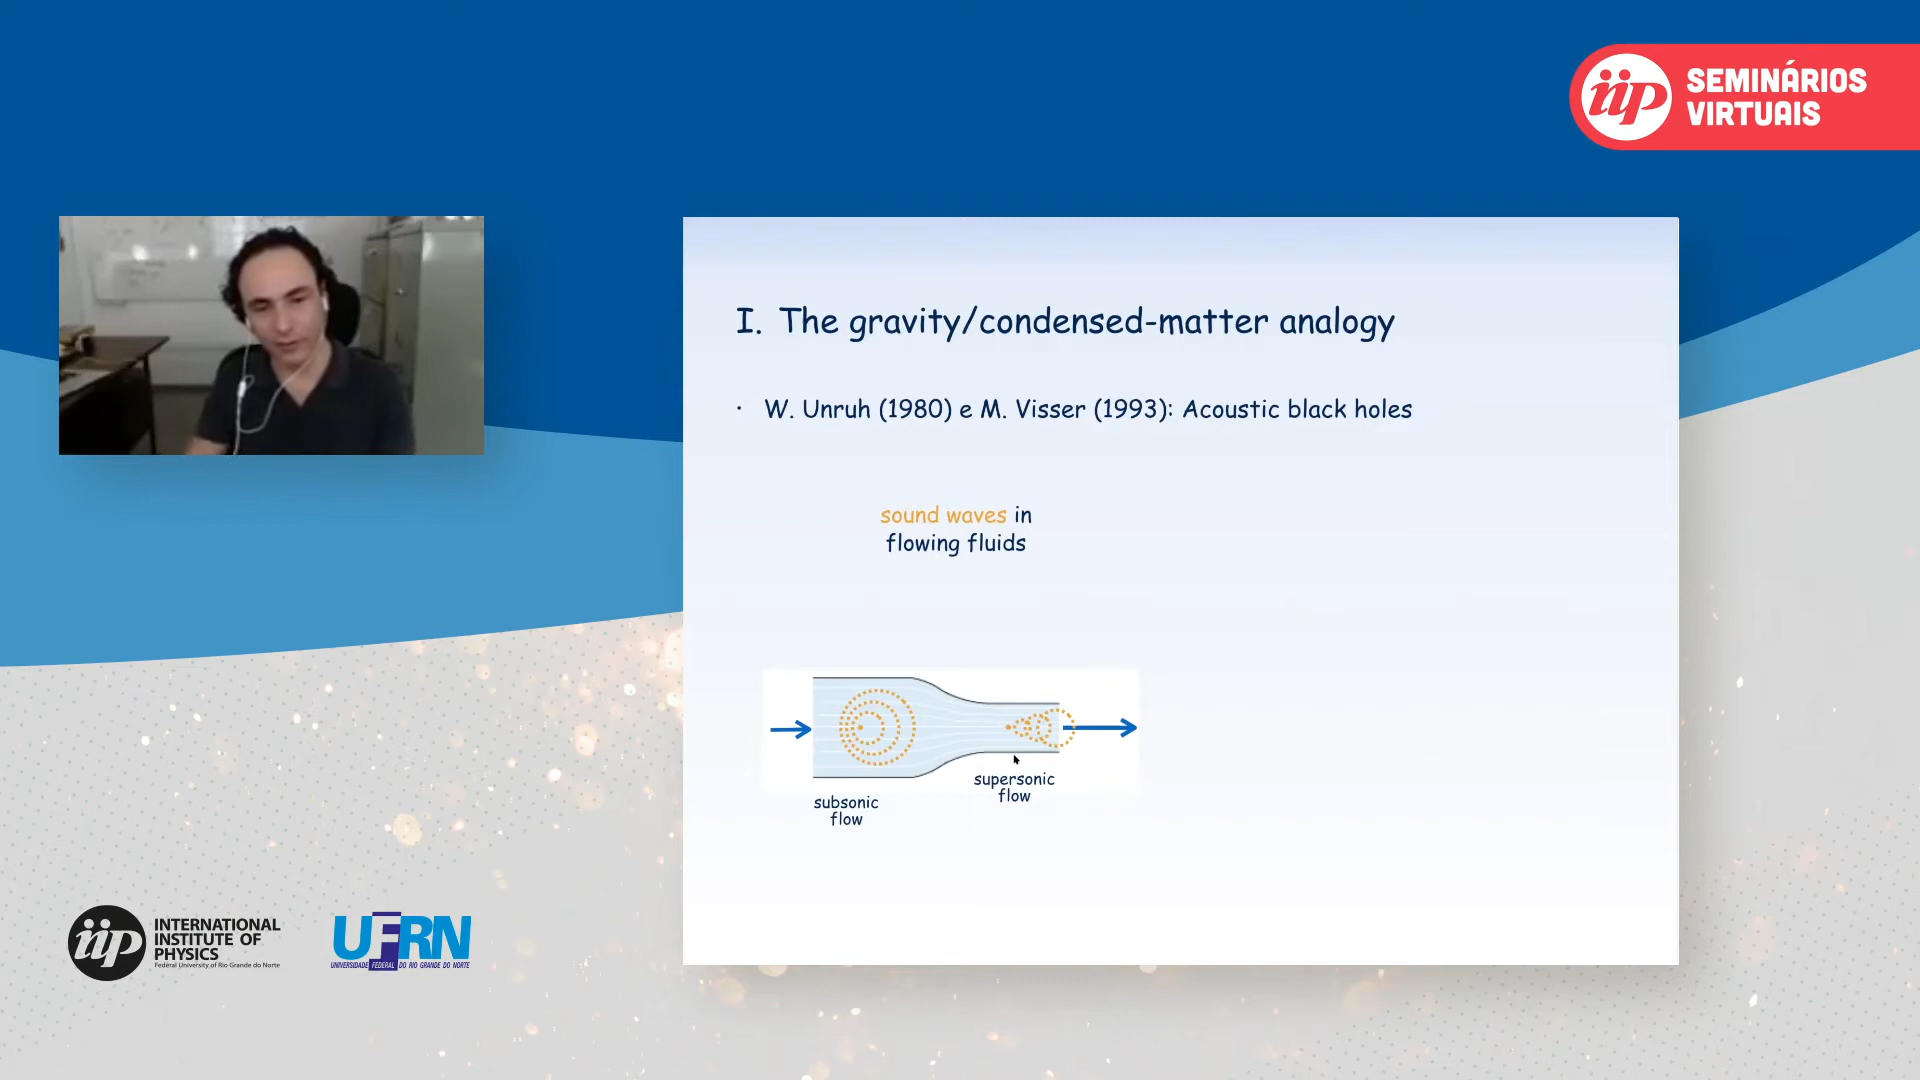 iip SEMINÁRIOS
VIRTUAIS
I. The gravity/condensed-matter analogy
· W. Unruh (1980) e M. Visser (1993): Acoustic black holes
sound waves in
flowing fluids
supersonic
flow
subsonic
flow
iip INTERNATIONAL
INSTITUTE OF
PHYSICS
Federal University of Rio Grande do Norte
UFRN
UNIVERSIDADE FEDERAL DO RIO GRANDE DO NORTE